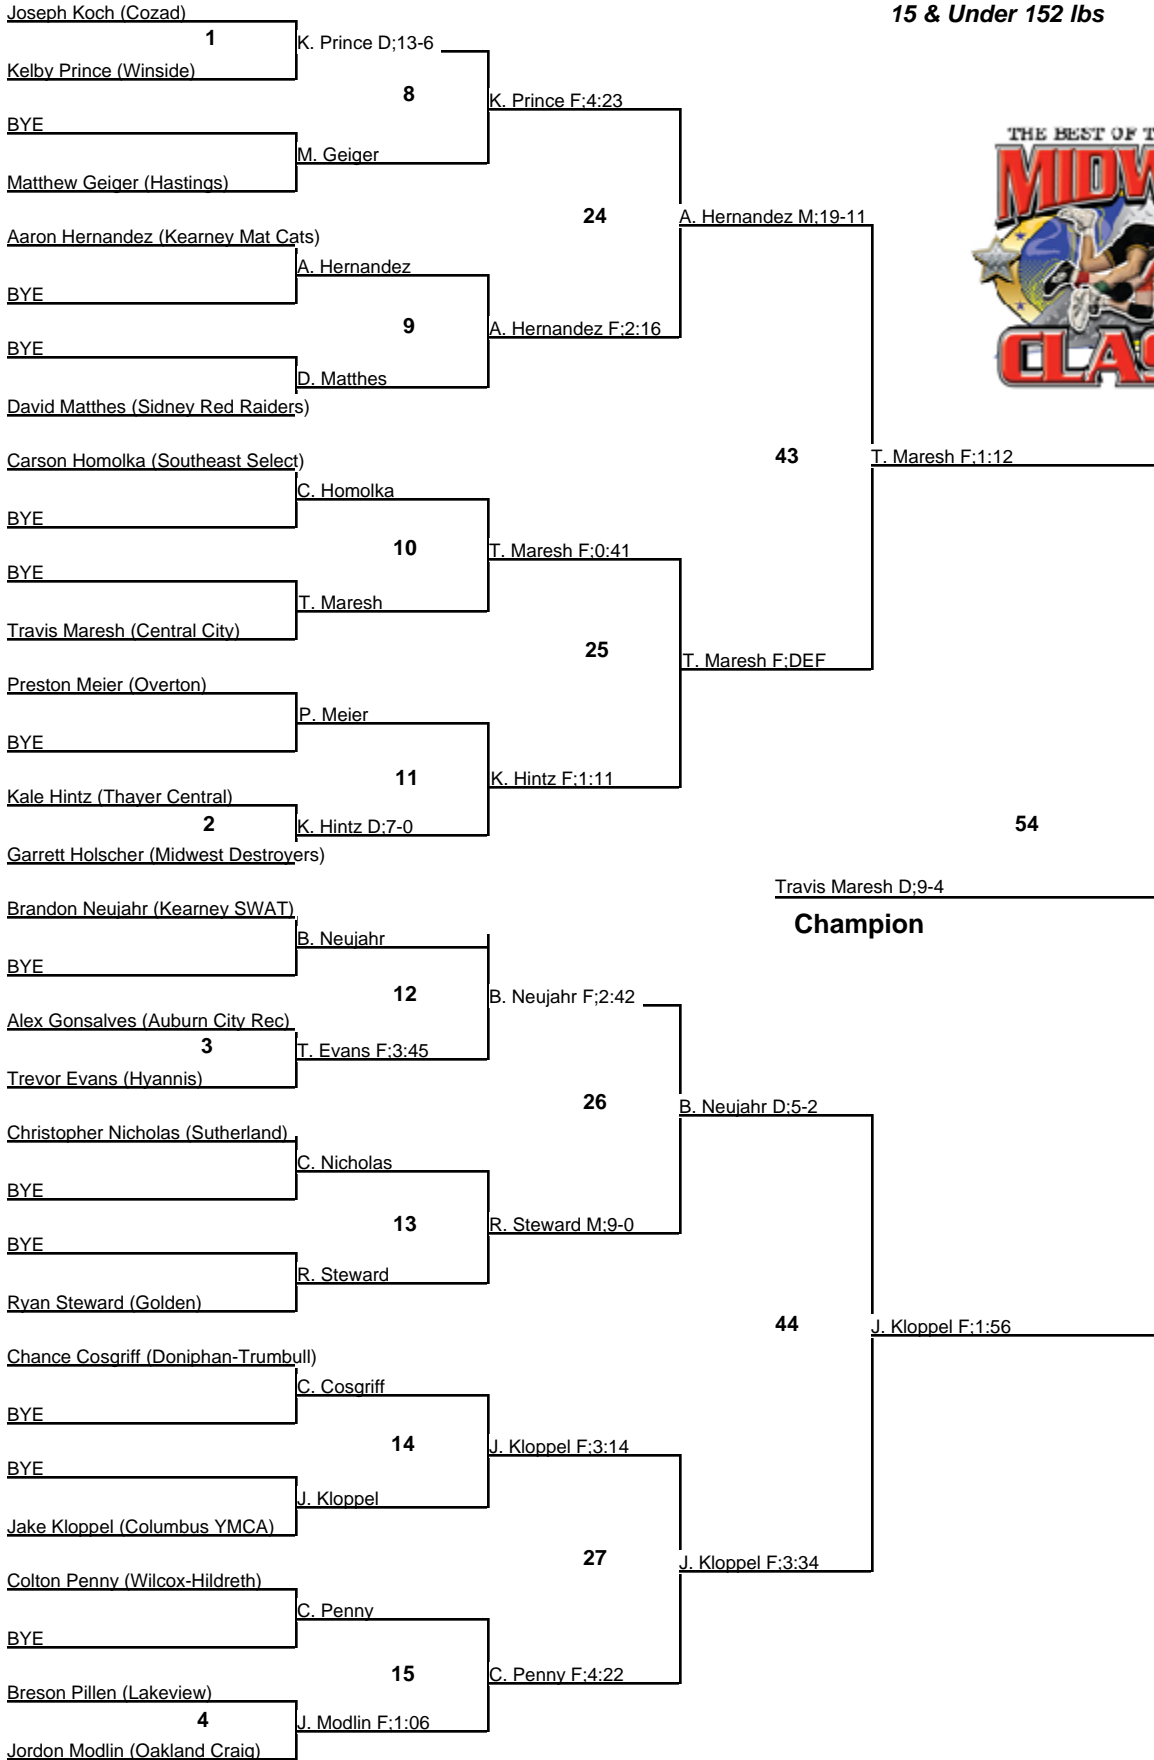 Joseph Koch (Cozad)
15 & Under 152 lbs
1
K. Prince D;13-6
Kelby Prince (Winside)
8
K. Prince F;4:23
BYE
M. Geiger
Matthew Geiger (Hastings)
THE BEST OF T
MIDW
CLAS
24
A. Hernandez M;19-11
Aaron Hernandez (Kearney Mat Cats)
A. Hernandez
BYE
9
A. Hernandez F;2:16
BYE
D. Matthes
David Matthes (Sidney Red Raiders)
43
T. Maresh F;1:12
Carson Homolka (Southeast Select)
C. Homolka
BYE
10
T. Maresh F;0:41
BYE
T. Maresh
Travis Maresh (Central City)
25
T. Maresh F;DEF
Preston Meier (Overton)
P. Meier
BYE
11
K. Hintz F;1:11
Kale Hintz (Thayer Central)
2
K. Hintz D;7-0
54
Garrett Holscher (Midwest Destroyers)
Travis Maresh D;9-4
Champion
Brandon Neujahr (Kearney SWAT)
B. Neujahr
BYE
12
B. Neujahr F;2:42
Alex Gonsalves (Auburn City Rec)
3
T. Evans F;3:45
Trevor Evans (Hyannis)
26
B. Neujahr D;5-2
Christopher Nicholas (Sutherland)
C. Nicholas
BYE
13
R. Steward M;9-0
BYE
R. Steward
Ryan Steward (Golden)
44
J. Kloppel F;1:56
Chance Cosgriff (Doniphan-Trumbull)
C. Cosgriff
BYE
14
J. Kloppel F;3:14
BYE
J. Kloppel
Jake Kloppel (Columbus YMCA)
27
J. Kloppel F;3:34
Colton Penny (Wilcox-Hildreth)
C. Penny
BYE
15
C. Penny F;4:22
Breson Pillen (Lakeview)
4
J. Modlin F;1:06
Jordon Modlin (Oakland Craig)